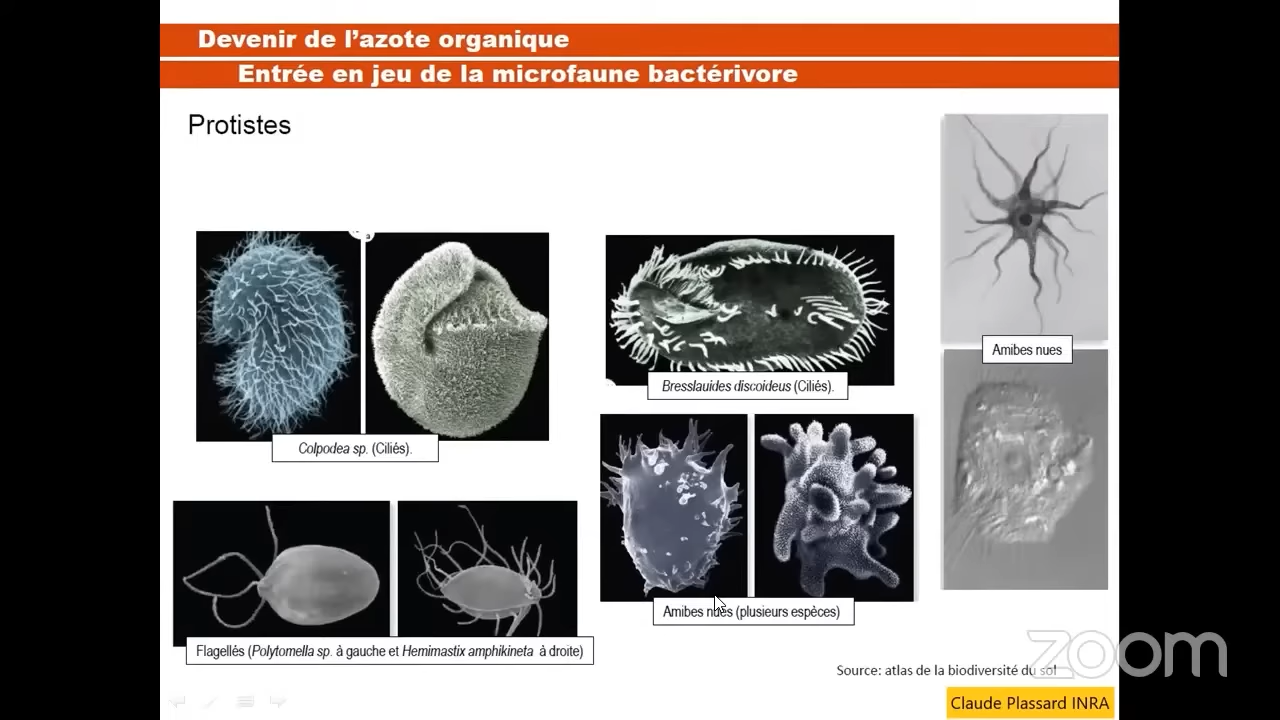 Devenir de l’azote organique
Entrée en jeu de la microfaune bactérivore
Protistes
a
Amibes nues
Bresslauides discoideus (Ciliés).
Colpodea sp. (Ciliés).
Amibes nues (plusieurs espèces)
Flagellés (Polytomella sp. à gauche et Hemimastix amphikineta à droite)
Source: atlas de la biodiversité du sol
zoom
Claude Plassard INRA